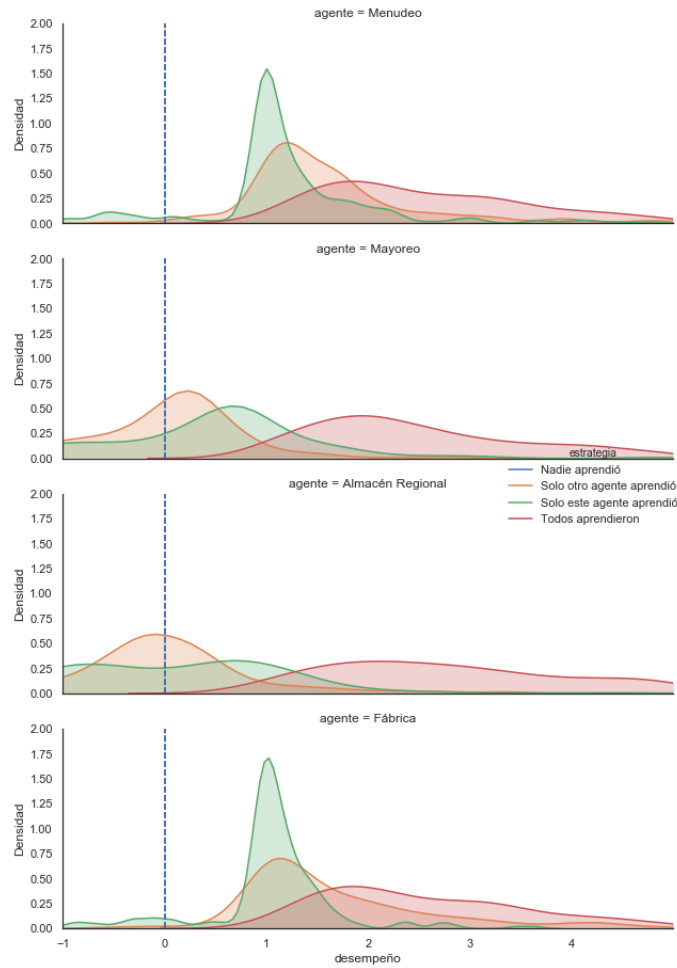 agente = Menudeo
2.00
1.75
1.50
1.25
1.00
0.75
0.50
0.25
0.00
Densidad
agente = Mayoreo
2.00
1.75
1.50
1.25
1.00
0.75
0.50
0.25
0.00
Densidad
estrategia
Nadie aprendió
Solo otro agente aprendió
Solo este agente aprendió
Todos aprendieron
agente = Almacén Regional
2.00
1.75
1.50
1.25
1.00
0.75
0.50
0.25
0.00
Densidad
agente = Fábrica
2.00
1.75
1.50
1.25
1.00
0.75
0.50
0.25
0.00
Densidad
−1 0 1 2 3 4
desempeño